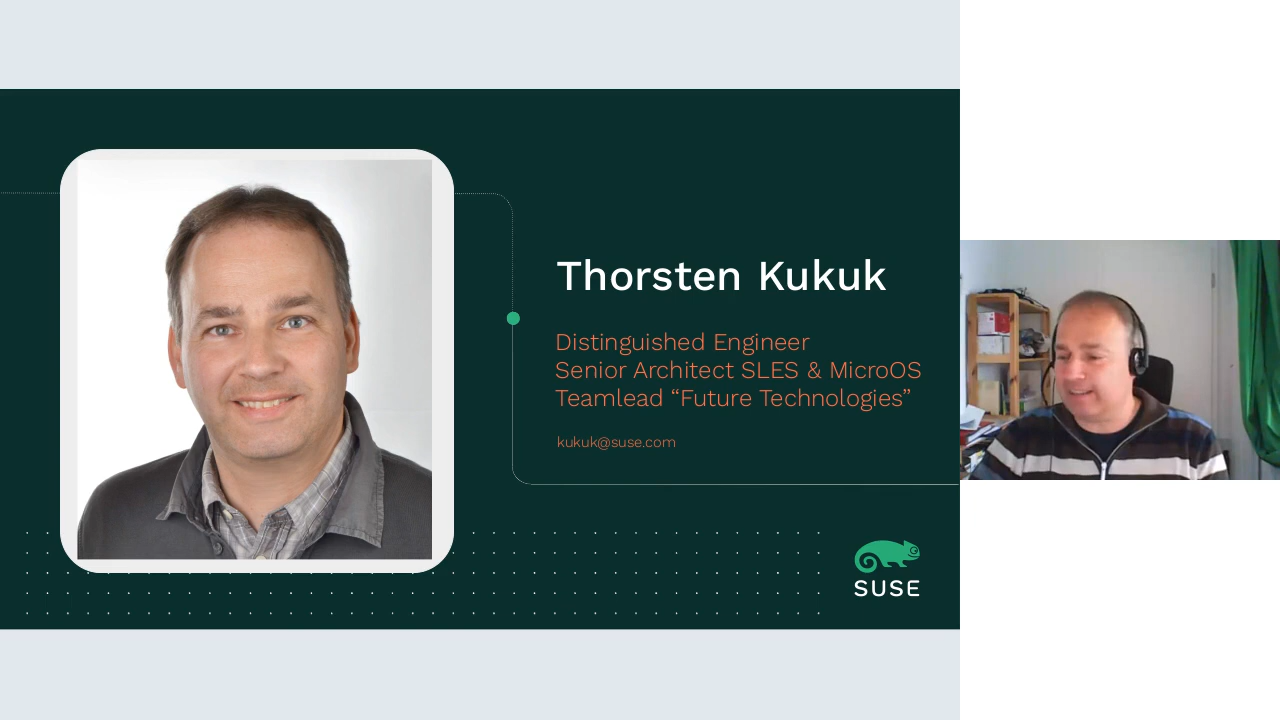 Thorsten Kukuk
Distinguished Engineer
Senior Architect SLES & MicroOS
Teamlead “Future Technologies”
kukuk@suse.com
SUSE